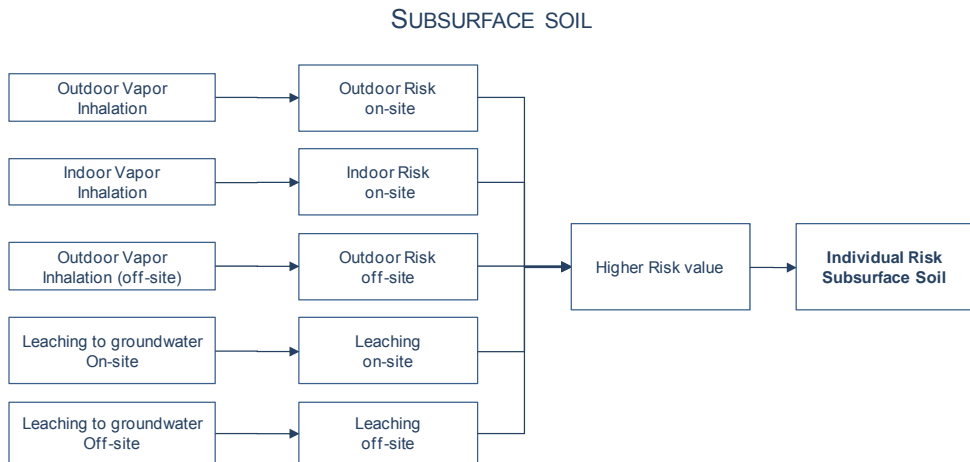 SUBSURFACE SOIL
Outdoor Vapor
Inhalation
Outdoor Risk
on-site
Indoor Vapor
Inhalation
Indoor Risk
on-site
Outdoor Vapor
Inhalation (off-site)
Outdoor Risk
off-site
Higher Risk value
Individual Risk
Subsurface Soil
Leaching to groundwater
On-site
Leaching
on-site
Leaching to groundwater
Off-site
Leaching
off-site